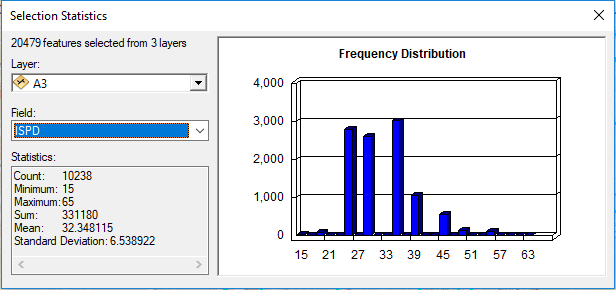 Selection Statistics
20479 features selected from 3 layers
Layer:
A3
Field:
ISPD
Statistics:
Count: 10238
Minimum: 15
Maximum: 65
Sum: 331180
Mean: 32.348115
Standard Deviation: 6.538922
Frequency Distribution
4,000
3,000
2,000
1,000
0
15 21 27 33 39 45 51 57 63